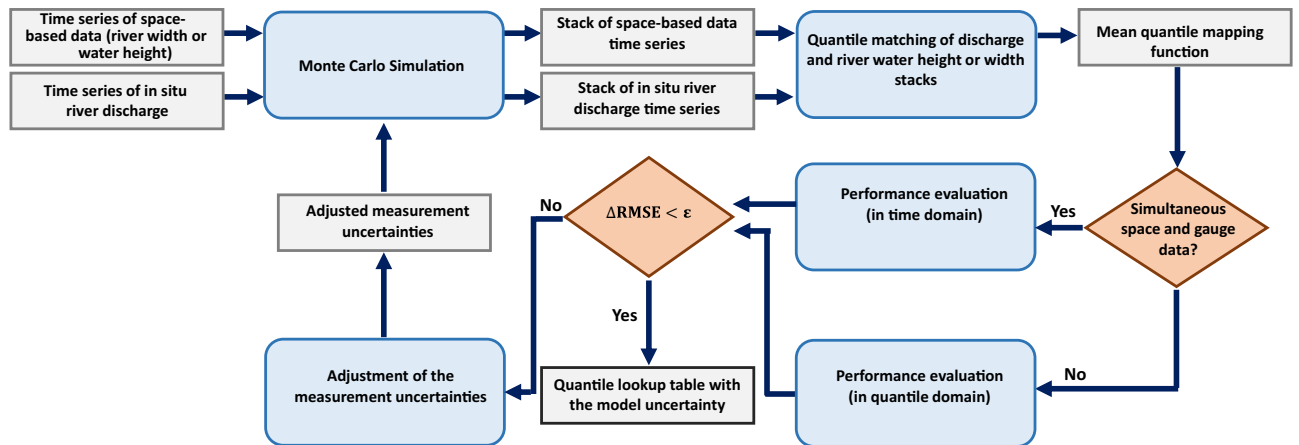 Time series of space-
based data (river width or
water height)
Time series of in situ
river discharge
Monte Carlo Simulation
Stack of space-based data
time series
Stack of in situ river
discharge time series
Quantile matching of discharge
and river water height or width
stacks
Mean quantile mapping
function
Simultaneous
space and gauge
data?
Yes
No
Performance evaluation
(in time domain)
Performance evaluation
(in quantile domain)
ΔRMSE < ε
No
Yes
Quantile lookup table with
the model uncertainty
Adjustment of the
measurement uncertainties
Adjusted measurement
uncertainties